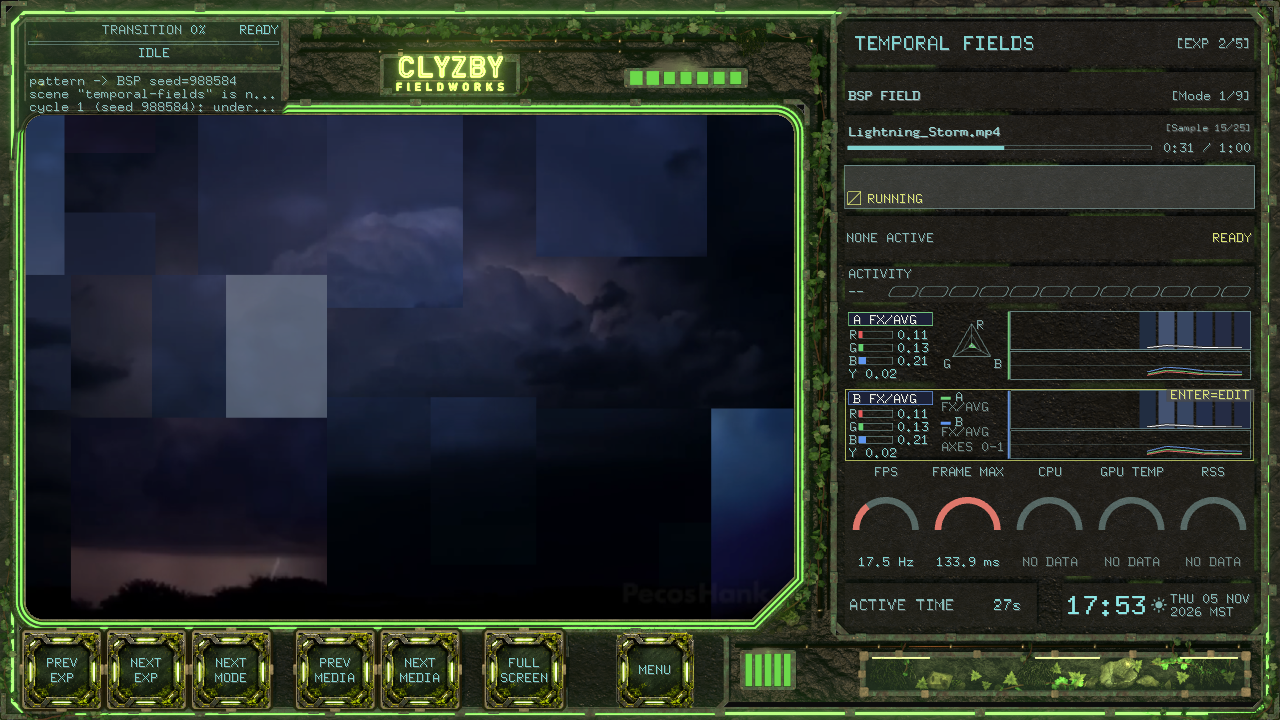 TRANSITION 0% READY
IDLE
pattern -> BSP seed=988584
scene "temporal-fields" is n...
cycle 1 (seed 988584): under...
CLYZBY
FIELDWORKS
TEMPORAL FIELDS [EXP 2/5]
BSP FIELD [Mode 1/9]
Lightning_Storm.mp4 [Sample 15/25]
0:31 / 1:00
RUNNING
NONE ACTIVE READY
ACTIVITY
--
A FX/AVG
R 0.11
G 0.13
B 0.21
Y 0.02
R
G B
B FX/AVG
R 0.11
G 0.13
B 0.21
Y 0.02
A
FX/AVG
B
FX/AVG
AXES 0-1
ENTER=EDIT
FPS FRAME MAX CPU GPU TEMP RSS
17.5 Hz 133.9 ms NO DATA NO DATA NO DATA
ACTIVE TIME 27s
17:53 THU 05 NOV
2026 MST
PecosHank
PREV
EXP
NEXT
EXP
NEXT
MODE
PREV
MEDIA
NEXT
MEDIA
FULL
SCREEN
MENU